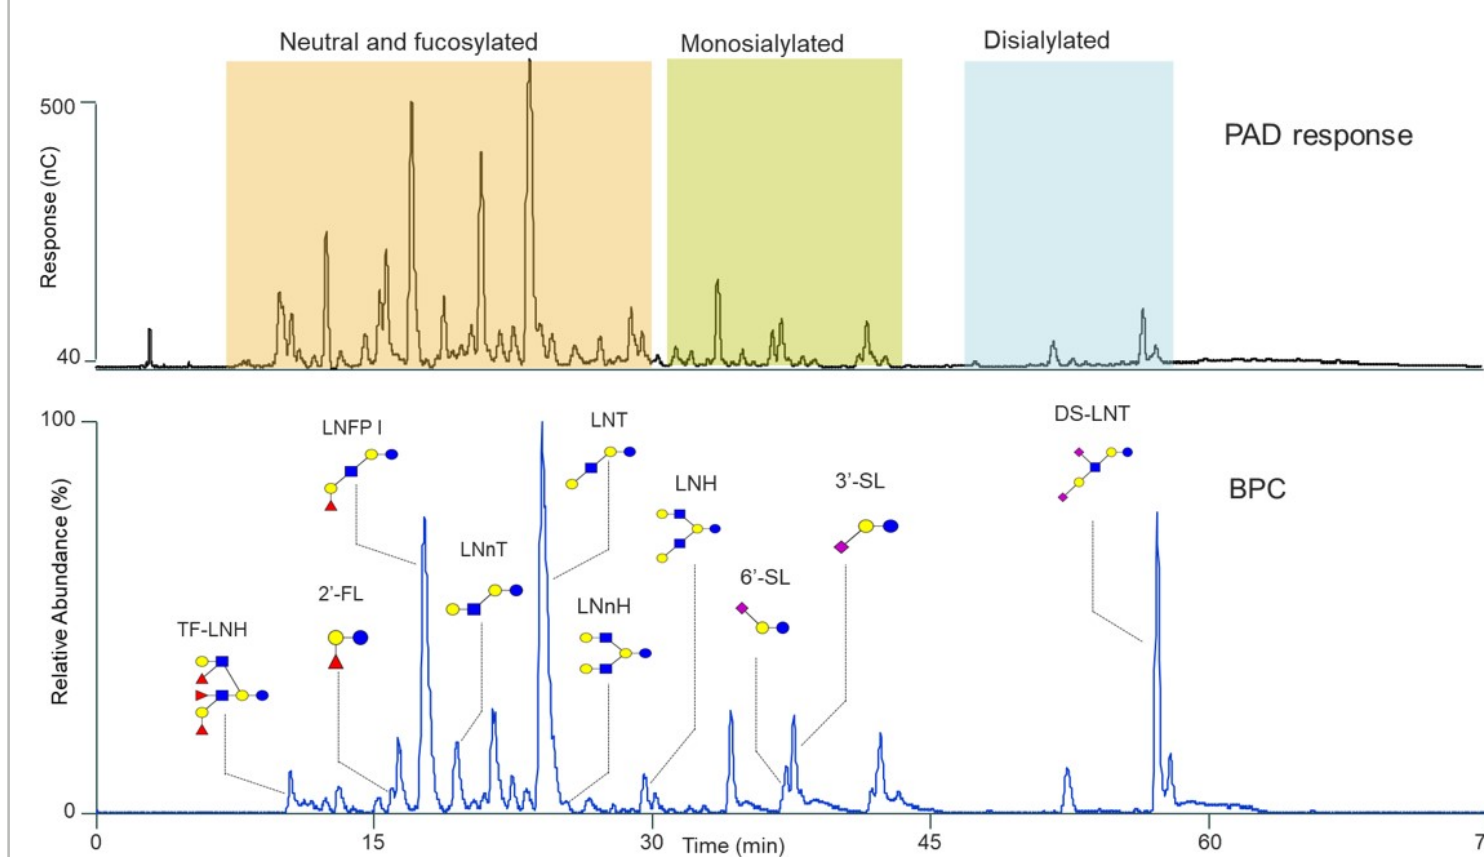 Neutral and fucosylated
Monosialylated
Disialylated
500
40
Response (nC)
PAD response
100
0
Relative Abundance (%)
LNFP I
LNT
DS-LNT
LNH
3’-SL
BPC
LNnT
6’-SL
2’-FL
LNnH
TF-LNH
0
15
30
Time (min)
45
60